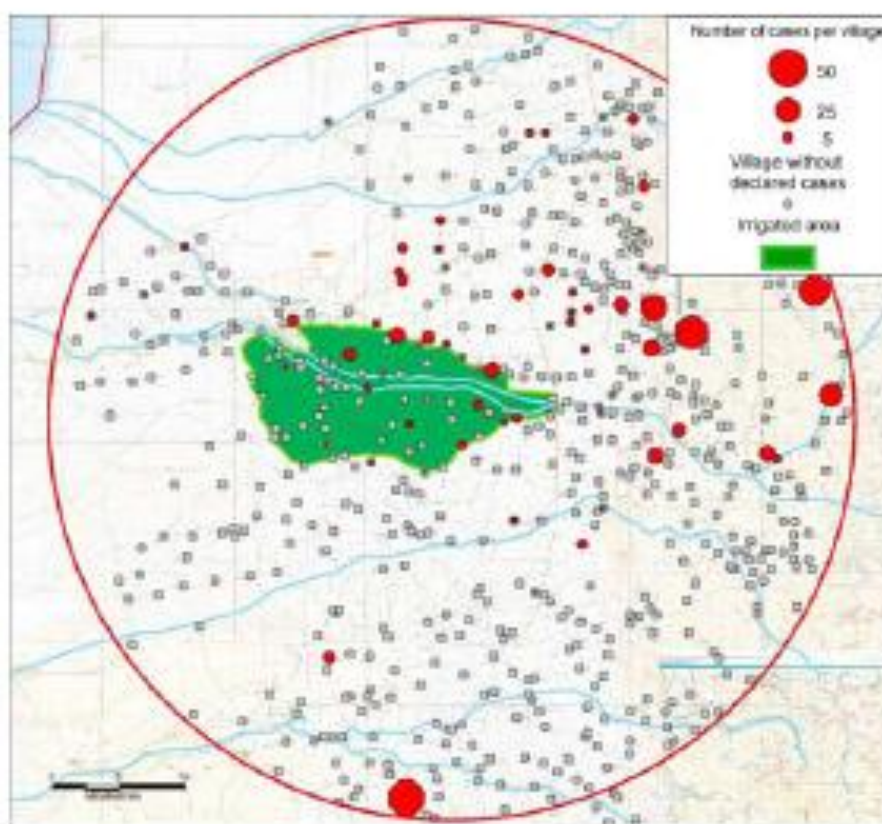 Number of cases per village
50
25
5
Village without
declared cases
Irrigated area